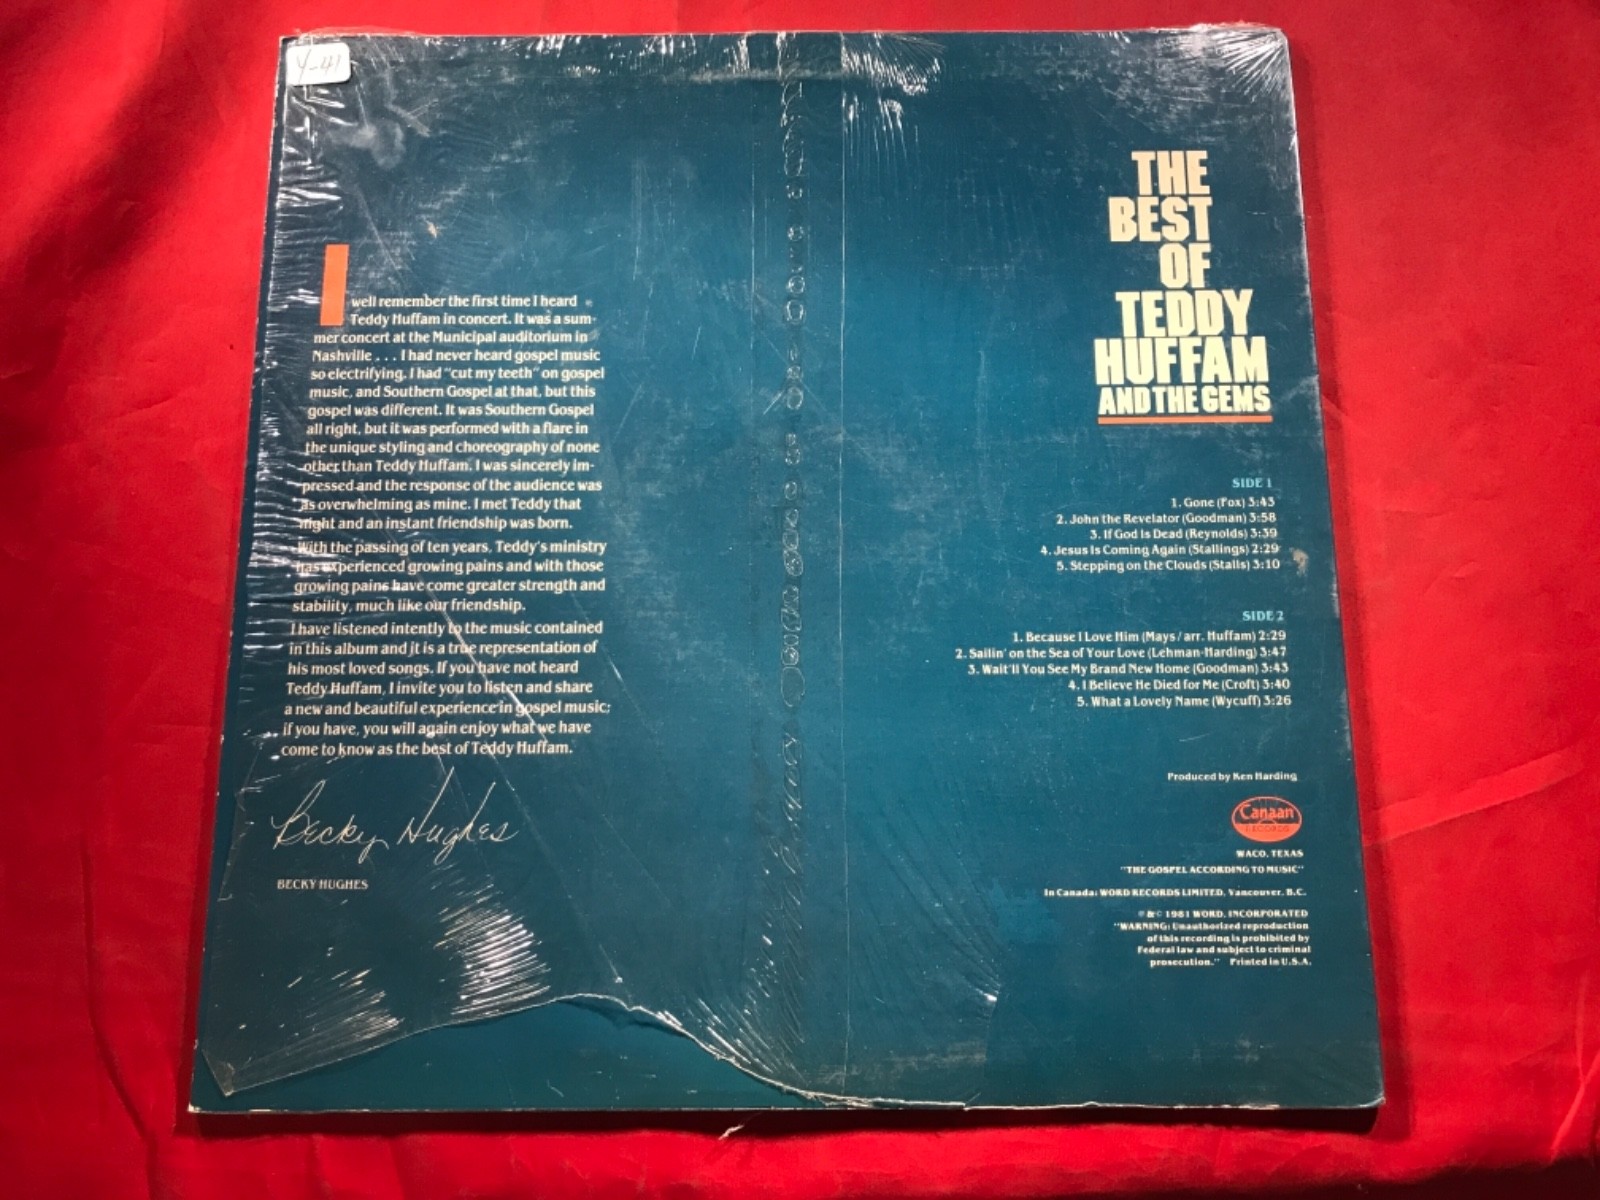 Y-41
I well remember the first time I heard
Teddy Huffam in concert. It was a sum-
mer concert at the Municipal auditorium in
Nashville . . . I had never heard gospel music
so electrifying. I had "cut my teeth" on gospel
music, and Southern Gospel at that, but this
gospel was different. It was Southern Gospel
all right, but it was performed with a flare in
the unique styling and choreography of none
other than Teddy Huffam. I was sincerely im-
pressed and the response of the audience was
as overwhelming as mine. I met Teddy that
night and an instant friendship was born.
With the passing of ten years, Teddy's ministry
has experienced growing pains and with those
growing pains have come greater strength and
stability, much like our friendship.
I have listened intently to the music contained
in this album and it is a true representation of
his most loved songs. If you have not heard
Teddy Huffam, I invite you to listen and share
a new and beautiful experience in gospel music;
if you have, you will again enjoy what we have
come to know as the best of Teddy Huffam.
Becky Hughes
BECKY HUGHES
THE
BEST
OF
TEDDY
HUFFAM
AND THE GEMS
SIDE 1
1. Gone (Fox) 3:43
2. John the Revelator (Goodman) 3:58
3. If God Is Dead (Reynolds) 3:39
4. Jesus Is Coming Again (Stallings) 2:29
5. Stepping on the Clouds (Stalls) 3:10
SIDE 2
1. Because I Love Him (Mays / arr. Huffam) 2:29
2. Sailin' on the Sea of Your Love (Lehman-Harding) 3:47
3. Wait'll You See My Brand New Home (Goodman) 3:43
4. I Believe He Died for Me (Croft) 3:40
5. What a Lovely Name (Wycuff) 3:26
Produced by Ken Harding
Canaan
RECORDS
WACO, TEXAS
"THE GOSPEL ACCORDING TO MUSIC"
In Canada: WORD RECORDS LIMITED, Vancouver, B.C.
℗ & © 1981 WORD, INCORPORATED
"WARNING: Unauthorized reproduction
of this recording is prohibited by
Federal law and subject to criminal
prosecution." Printed in U.S.A.